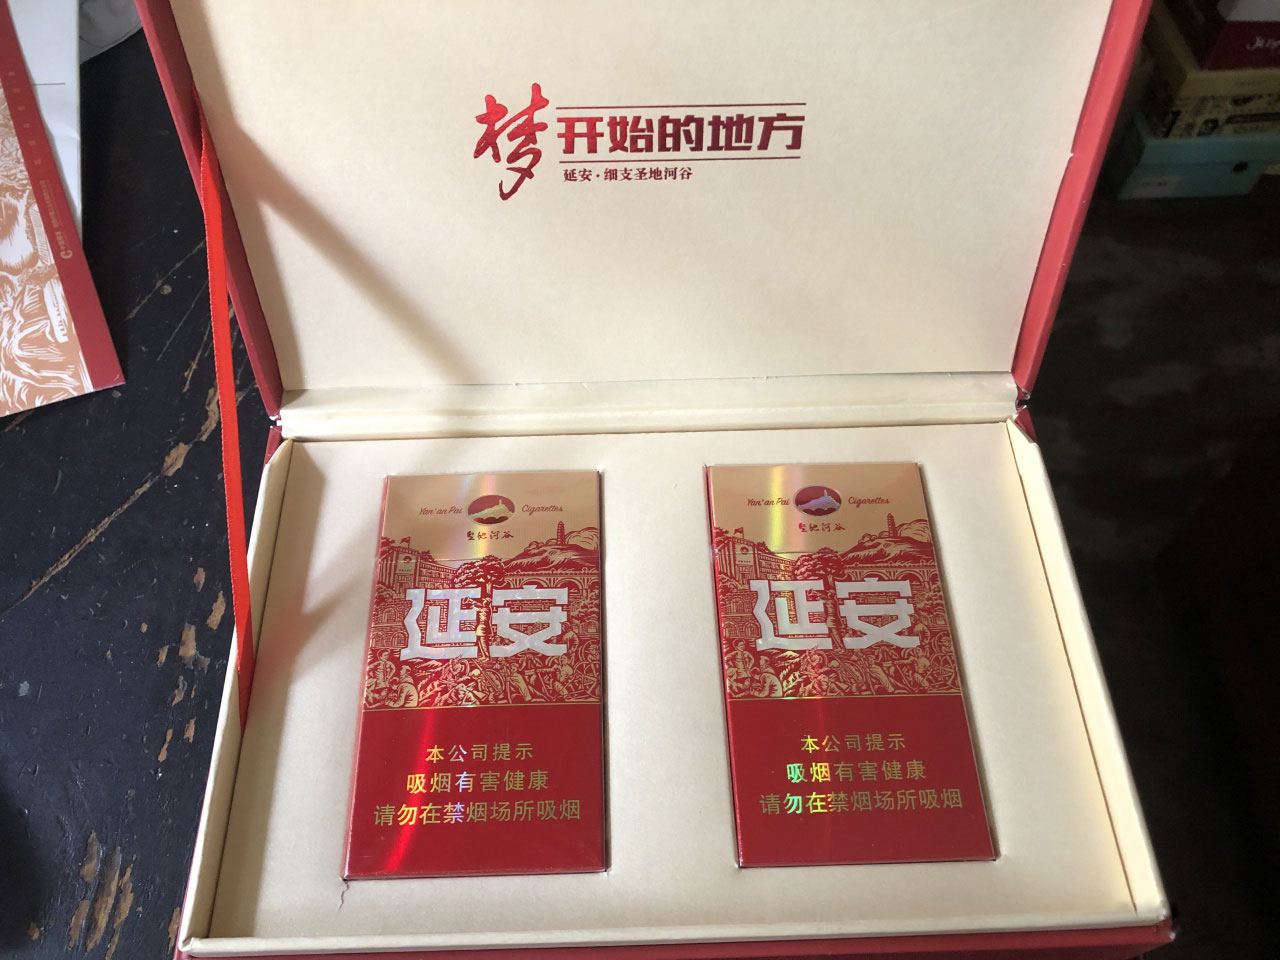 梦开始的地方
延安·细支圣地河谷
Yan'an Pai Cigarettes
圣地河谷
延安
本公司提示
吸烟有害健康
请勿在禁烟场所吸烟
Yan'an Pai Cigarettes
圣地河谷
延安
本公司提示
吸烟有害健康
请勿在禁烟场所吸烟